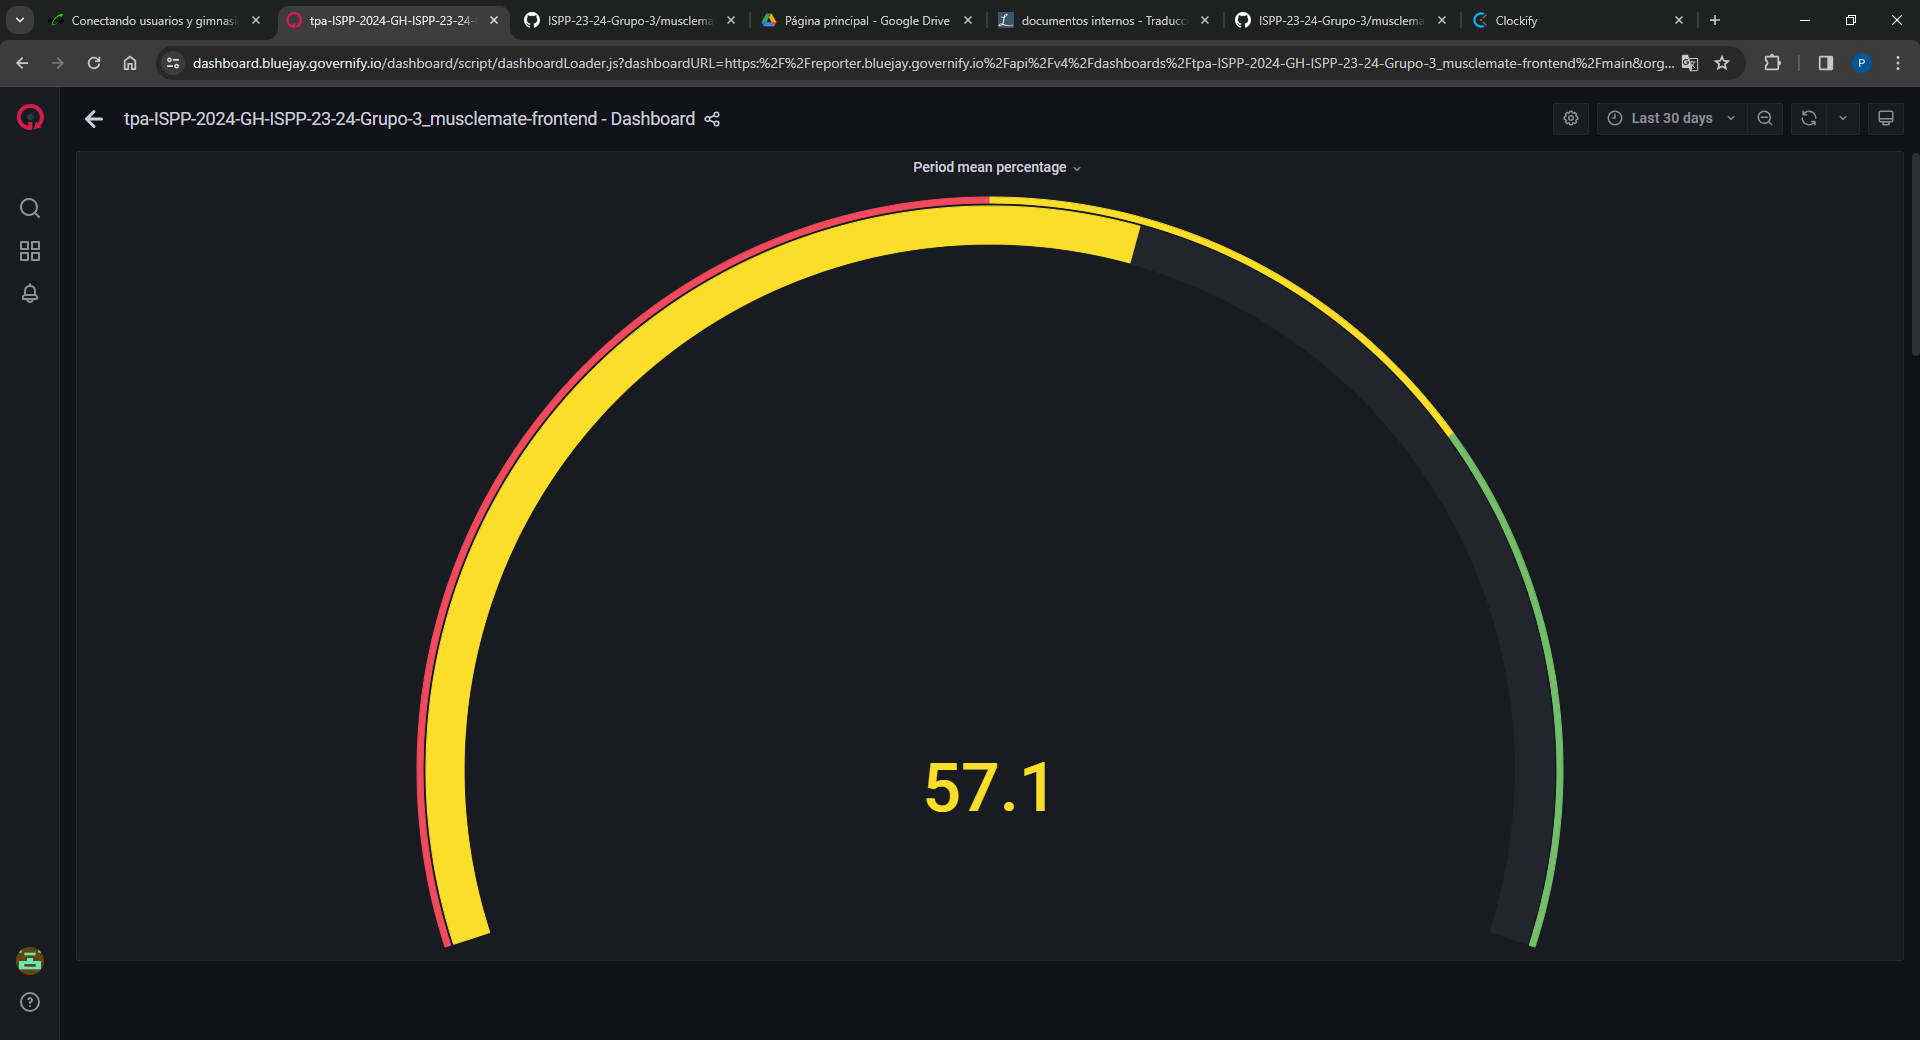 Conectando usuarios y gimnasi
tpa-ISPP-2024-GH-ISPP-23-24-
ISPP-23-24-Grupo-3/musclema
Página principal - Google Drive
documentos internos - Traducc
ISPP-23-24-Grupo-3/musclema
Clockify
dashboard.bluejay.governify.io/dashboard/script/dashboardLoader.js?dashboardURL=https:%2F%2Freporter.bluejay.governify.io%2Fapi%2Fv4%2Fdashboards%2Ftpa-ISPP-2024-GH-ISPP-23-24-Grupo-3_musclemate-frontend%2Fmain&org...
P
tpa-ISPP-2024-GH-ISPP-23-24-Grupo-3_musclemate-frontend - Dashboard
Last 30 days
Period mean percentage
57.1